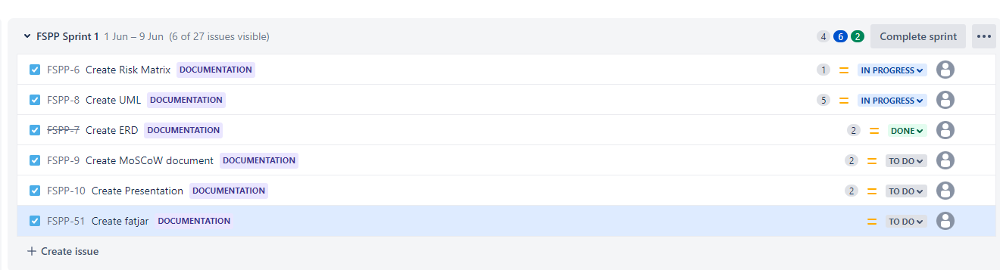 FSPP Sprint 1 1 Jun – 9 Jun (6 of 27 issues visible) 4 6 2 Complete sprint
FSPP-6 Create Risk Matrix DOCUMENTATION 1 IN PROGRESS
FSPP-8 Create UML DOCUMENTATION 5 IN PROGRESS
FSPP-7 Create ERD DOCUMENTATION 2 DONE
FSPP-9 Create MoSCoW document DOCUMENTATION 2 TO DO
FSPP-10 Create Presentation DOCUMENTATION 2 TO DO
FSPP-51 Create fatjar DOCUMENTATION TO DO
Create issue